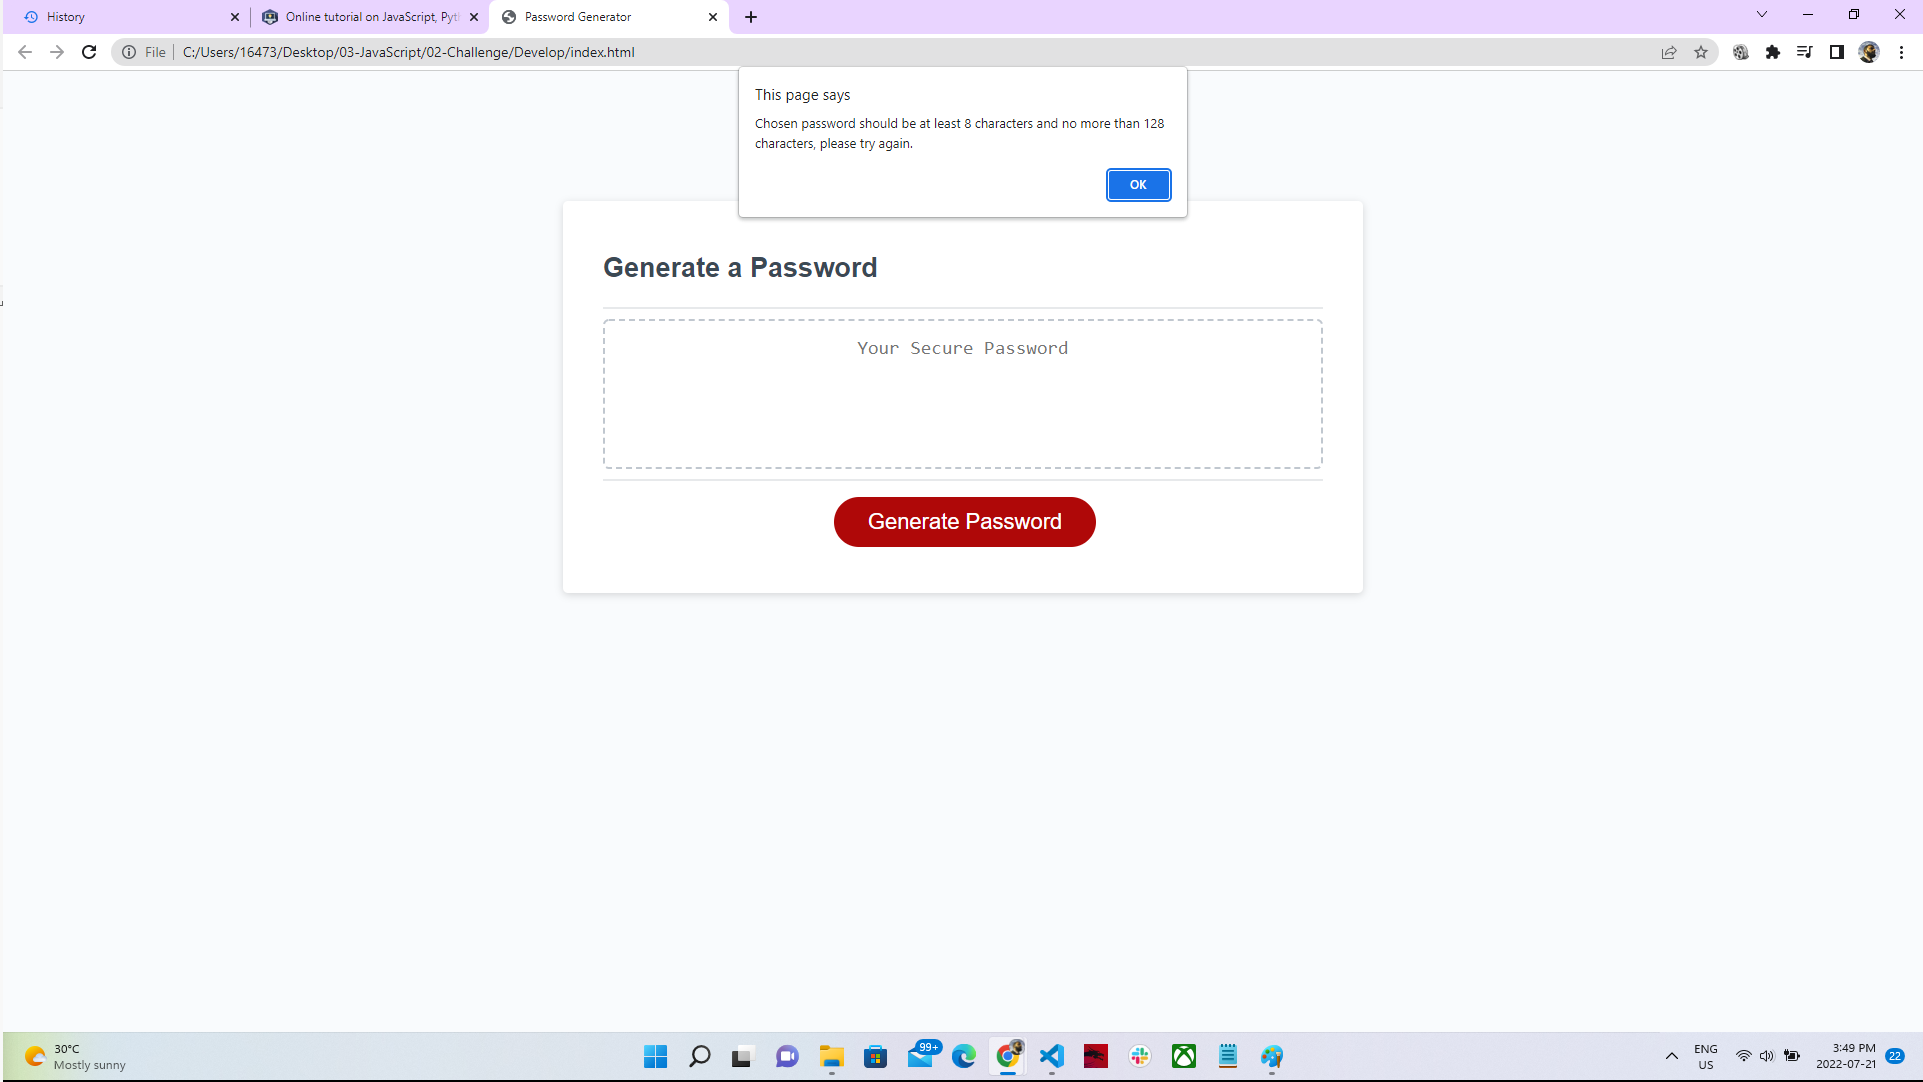 History
Online tutorial on JavaScript, Pyt
Password Generator
File
C:/Users/16473/Desktop/03-JavaScript/02-Challenge/Develop/index.html
This page says
Chosen password should be at least 8 characters and no more than 128
characters, please try again.
OK
Generate a Password
Your Secure Password
Generate Password
30°C
Mostly sunny
99+
ENG
US
3:49 PM
2022-07-21
22